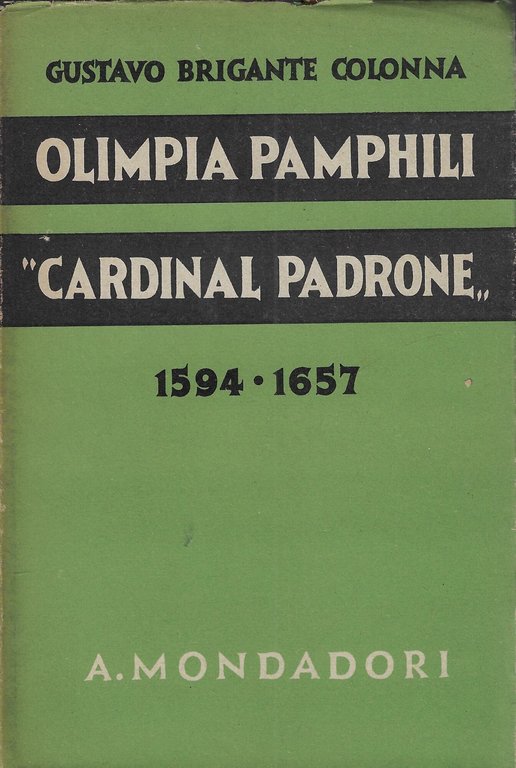 GUSTAVO BRIGANTE COLONNA
OLIMPIA PAMPHILI
"CARDINAL PADRONE„
1594 · 1657
A. MONDADORI